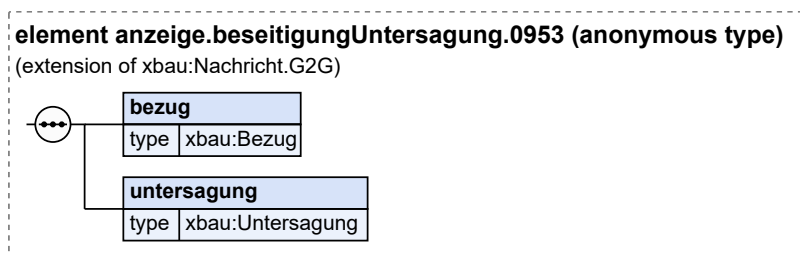 element anzeige.beseitigungUntersagung.0953 (anonymous type)
(extension of xbau:Nachricht.G2G)
bezug
type xbau:Bezug
untersagung
type xbau:Untersagung